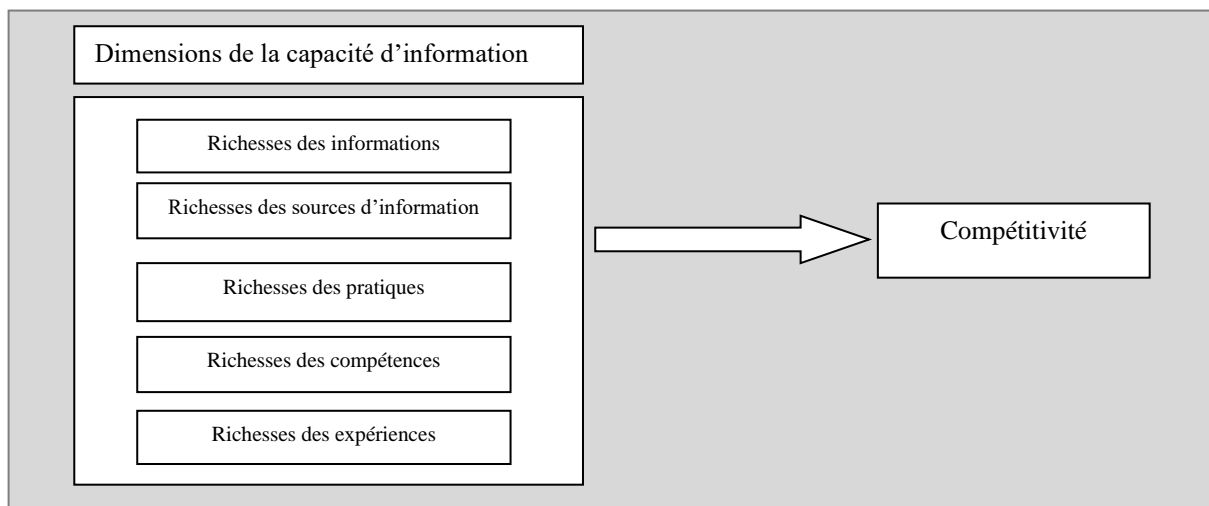 Dimensions de la capacité d’information
Richesses des informations
Richesses des sources d’information
Richesses des pratiques
Richesses des compétences
Richesses des expériences
Compétitivité